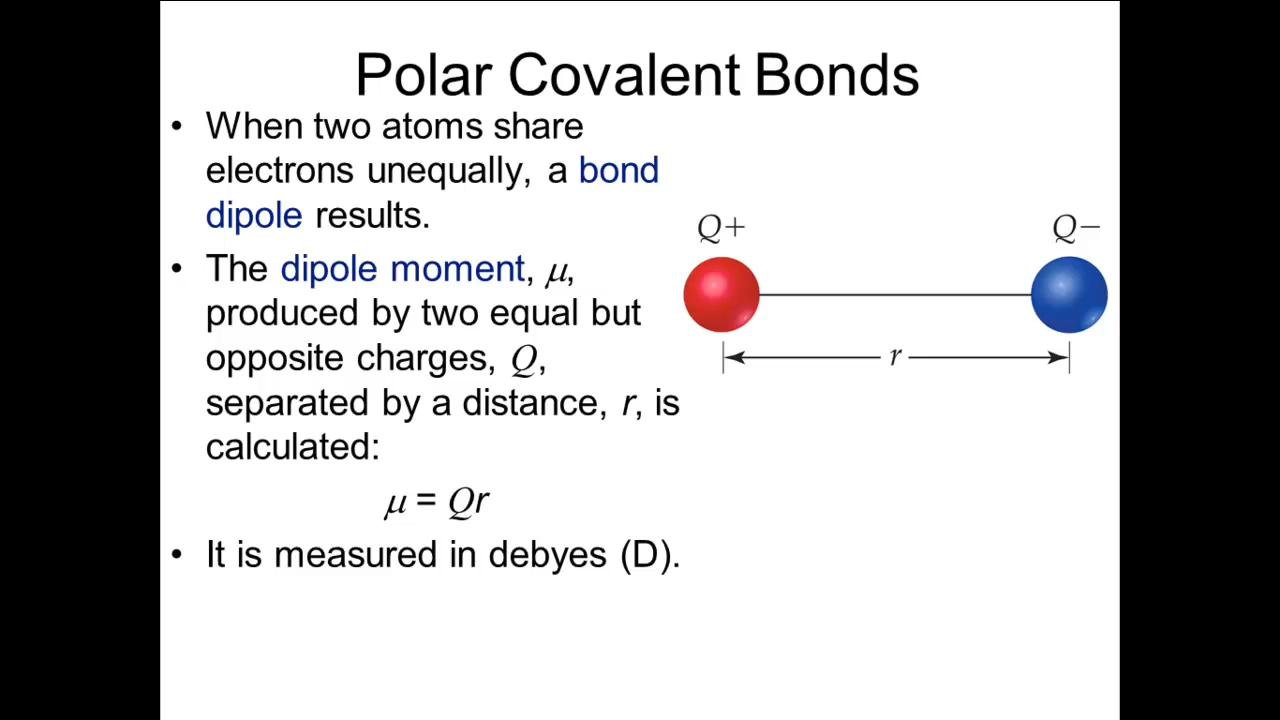 Polar Covalent Bonds
• When two atoms share
electrons unequally, a bond
dipole results.
• The dipole moment, μ,
produced by two equal but
opposite charges, Q,
separated by a distance, r, is
calculated:
μ = Qr
• It is measured in debyes (D).
Q+
Q−
r